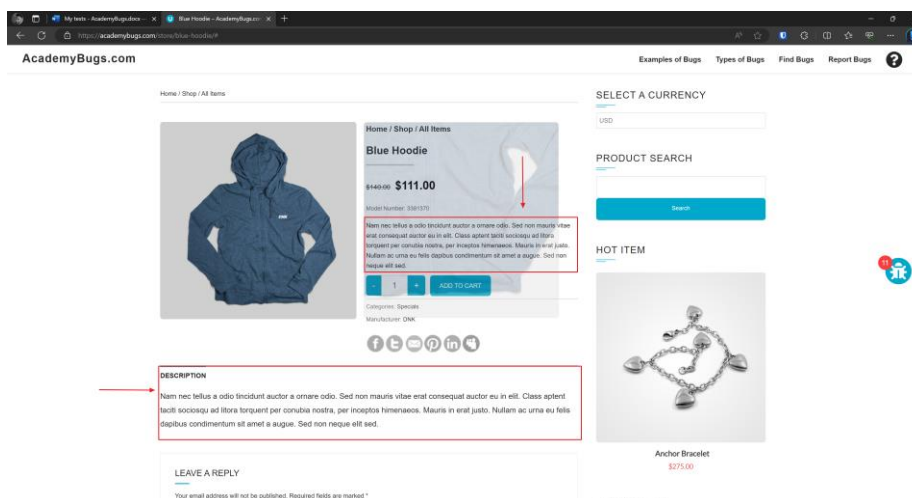 My tests - AcademyBugs.docx
Blue Hoodie – AcademyBugs.com
https://academybugs.com/store/blue-hoodie/#
AcademyBugs.com
Examples of Bugs Types of Bugs Find Bugs Report Bugs ?
Home / Shop / All Items
Home / Shop / All Items
Blue Hoodie
$140.00 $111.00
Model Number: 3381370
Nam nec tellus a odio tincidunt auctor a ornare odio. Sed non mauris vitae
erat consequat auctor eu in elit. Class aptent taciti sociosqu ad litora
torquent per conubia nostra, per inceptos himenaeos. Mauris in erat justo.
Nullam ac urna eu felis dapibus condimentum sit amet a augue. Sed non
neque elit sed.
- 1 + ADD TO CART
Categories: Specials
Manufacturer: DNK
DNK
DESCRIPTION
Nam nec tellus a odio tincidunt auctor a ornare odio. Sed non mauris vitae erat consequat auctor eu in elit. Class aptent
taciti sociosqu ad litora torquent per conubia nostra, per inceptos himenaeos. Mauris in erat justo. Nullam ac urna eu felis
dapibus condimentum sit amet a augue. Sed non neque elit sed.
LEAVE A REPLY
Your email address will not be published. Required fields are marked *
SELECT A CURRENCY
USD
PRODUCT SEARCH
Search
HOT ITEM
11
Anchor Bracelet
$275.00